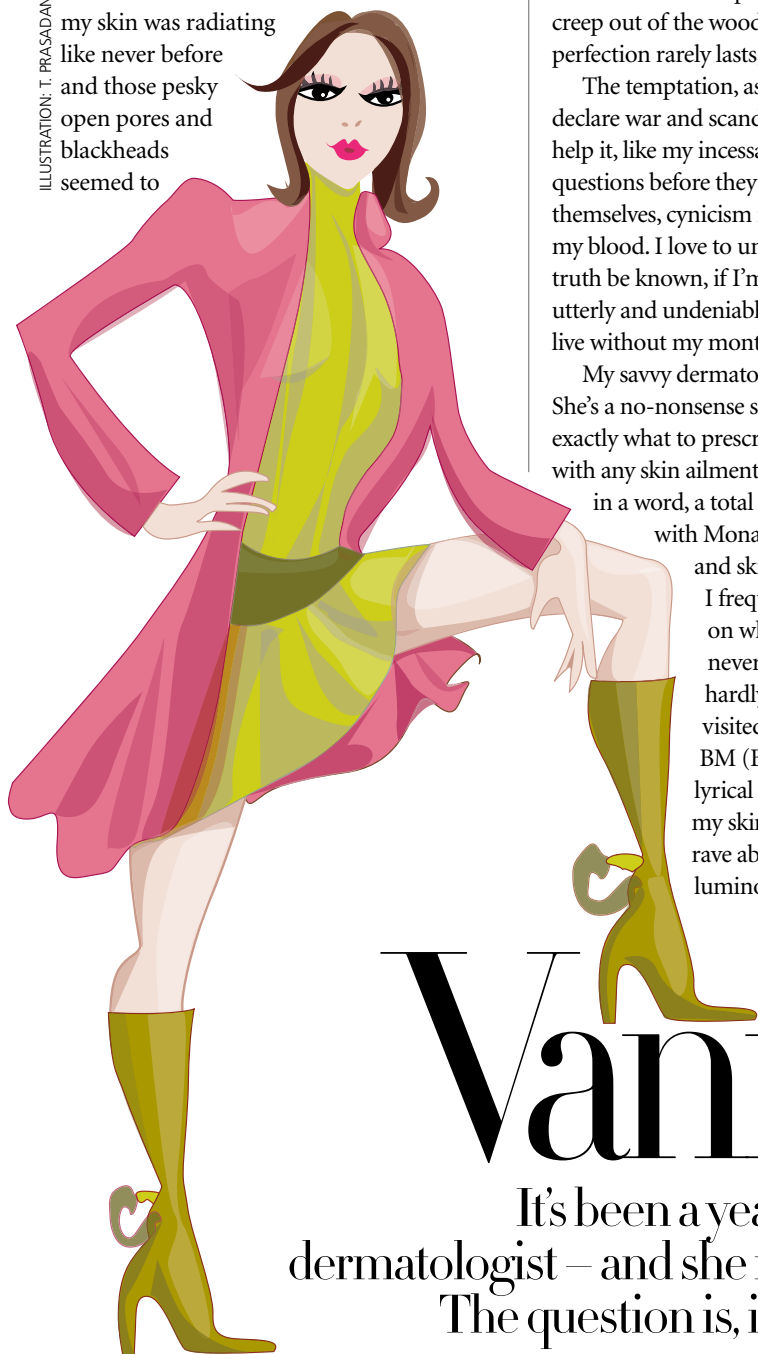 ILLUSTRATION: T. PRASADAN
my skin was radiating
like never before
and those pesky
open pores and
blackheads
seemed to
creep out of the wood
perfection rarely lasts
The temptation, as
declare war and scand
help it, like my incessa
questions before they
themselves, cynicism
my blood. I love to un
truth be known, if I'm
utterly and undeniabl
live without my mont
My savvy dermato
She's a no-nonsense s
exactly what to prescr
with any skin ailment
in a word, a total
with Mona
and ski
I frequ
on wh
never
hardly
visited
BM (B
lyrical
my skin
rave ab
lumino
Van
It's been a yea
dermatologist – and she
The question is, i